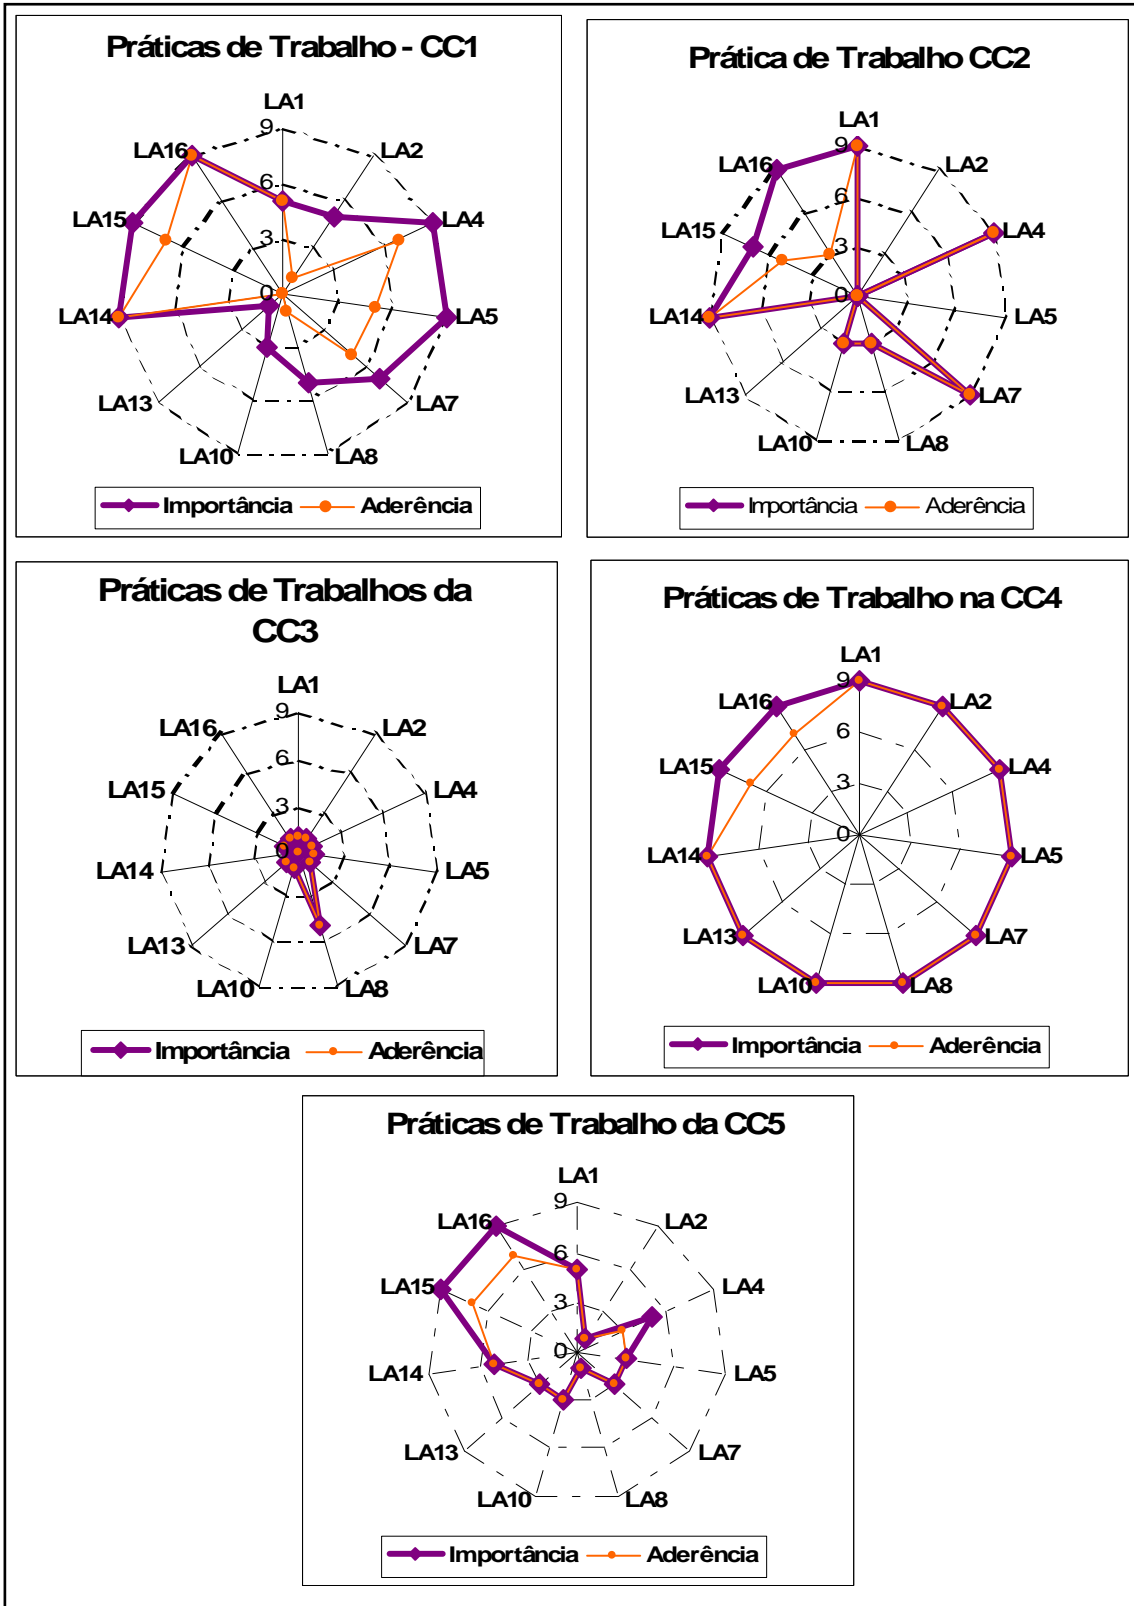 Práticas de Trabalho - CC1
LA1
LA2
LA4
LA5
LA7
LA8
LA10
LA13
LA14
LA15
LA16
9
6
3
0
Importância Aderência
Prática de Trabalho CC2
LA1
LA2
LA4
LA5
LA7
LA8
LA10
LA13
LA14
LA15
LA16
9
6
3
0
Importância Aderência
Práticas de Trabalhos da
CC3
LA1
LA2
LA4
LA5
LA7
LA8
LA10
LA13
LA14
LA15
LA16
9
6
3
0
Importância Aderência
Práticas de Trabalho na CC4
LA1
LA2
LA4
LA5
LA7
LA8
LA10
LA13
LA14
LA15
LA16
9
6
3
0
Importância Aderência
Práticas de Trabalho da CC5
LA1
LA2
LA4
LA5
LA7
LA8
LA10
LA13
LA14
LA15
LA16
9
6
3
0
Importância Aderência